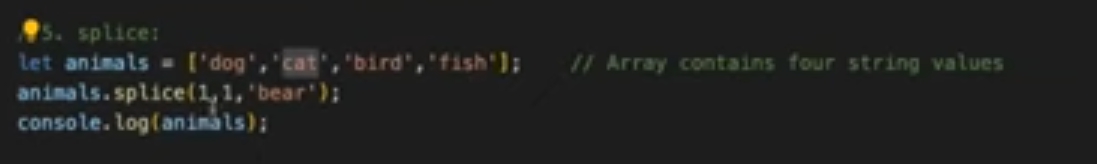 /5. splice:
let animals = ['dog','cat','bird','fish'];    // Array contains four string values
animals.splice(1,1,'bear');
console.log(animals);